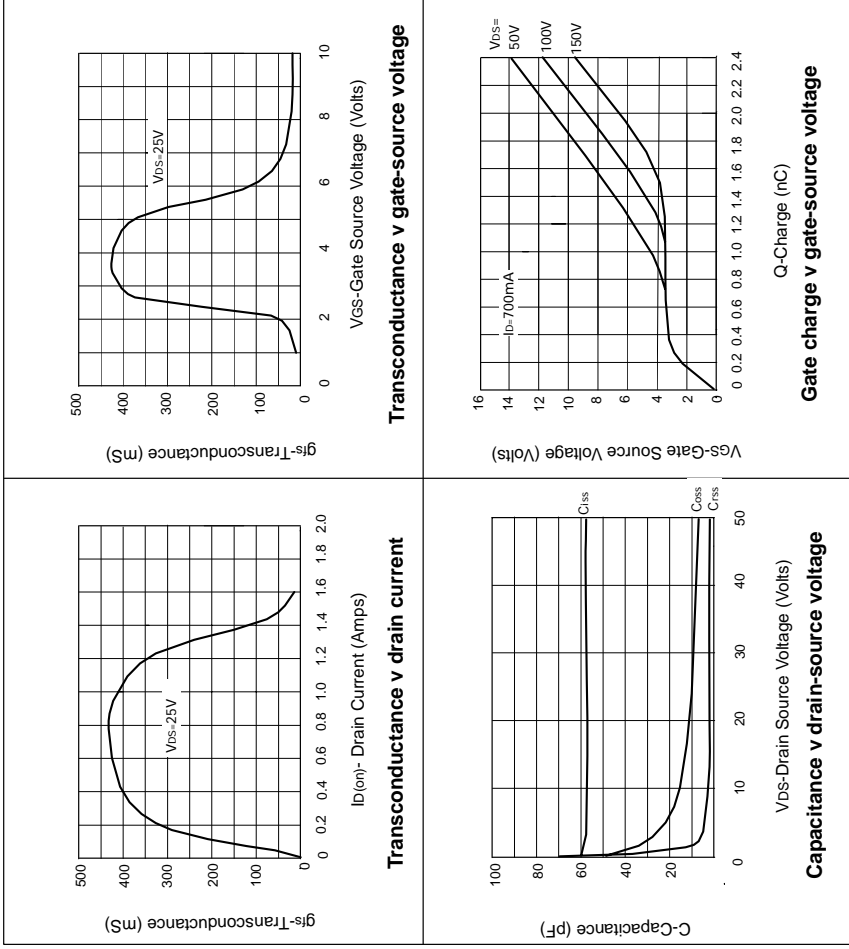 500
400
300
200
100
0
gfs-Transconductance (mS)
0
2
4
6
8
10
VDS=25V
VGS-Gate Source Voltage (Volts)
Transconductance v gate-source voltage
16
14
12
10
8
6
4
2
0
VGS-Gate Source Voltage (Volts)
0
0.2
0.4
0.6
0.8
1.0
1.2
1.4
1.6
1.8
2.0
2.2
2.4
VDS=
50V
100V
150V
ID=700mA
Q-Charge (nC)
Gate charge v gate-source voltage
500
400
300
200
100
0
gfs-Transconductance (mS)
0
0.2
0.4
0.6
0.8
1.0
1.2
1.4
1.6
1.8
2.0
VDS=25V
ID(on)- Drain Current (Amps)
Transconductance v drain current
100
80
60
40
20
0
C-Capacitance (pF)
0
10
20
30
40
50
Ciss
Coss
Crss
VDS-Drain Source Voltage (Volts)
Capacitance v drain-source voltage